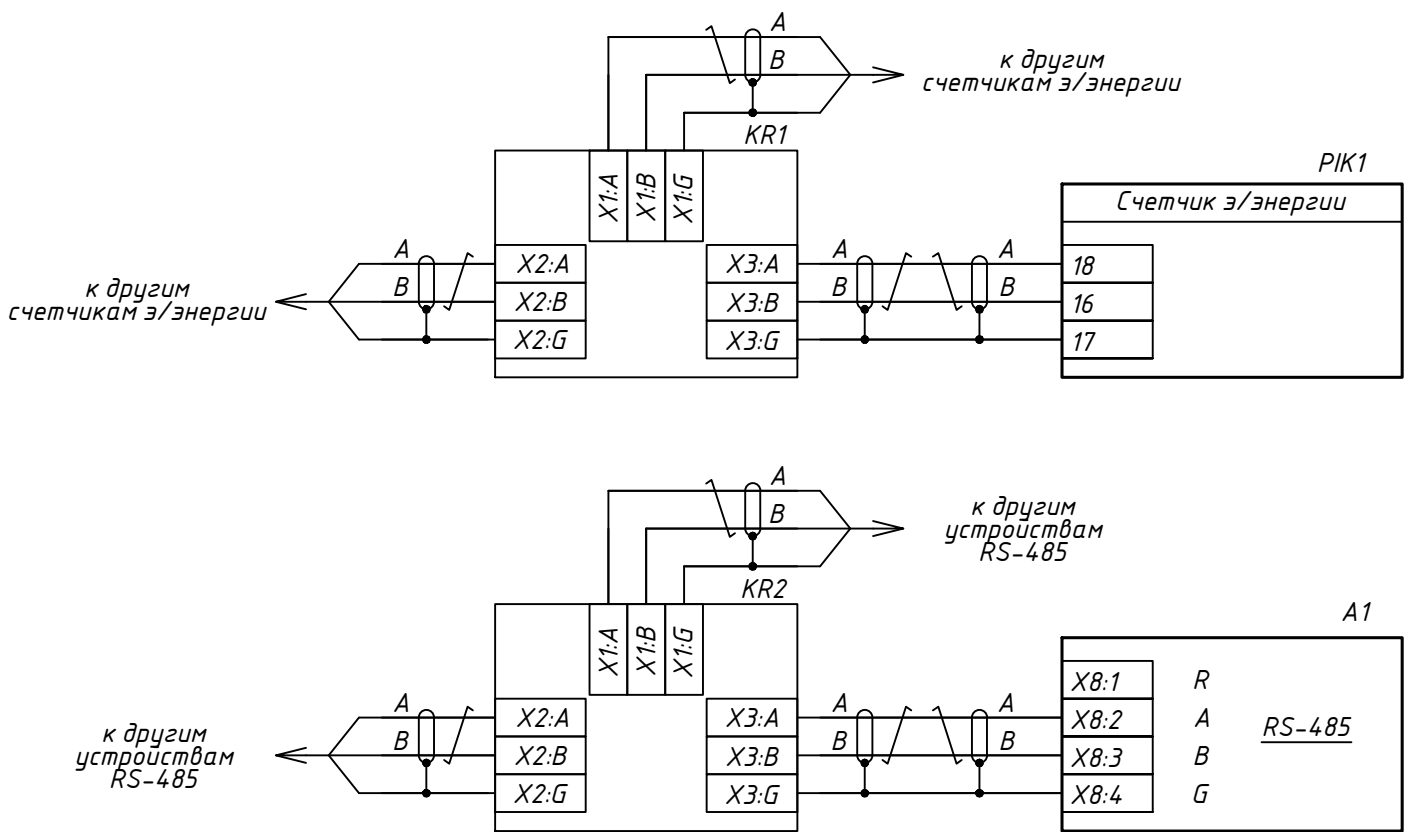 A
B
к другим
счетчикам э/энергии
KR1
X1:A
X1:B
X1:G
PIK1
Счетчик э/энергии
A
B
к другим
счетчикам э/энергии
X2:A
X2:B
X2:G
X3:A
X3:B
X3:G
A
B
A
B
18
16
17
A
B
к другим
устройствам
RS-485
KR2
X1:A
X1:B
X1:G
A1
A
B
к другим
устройствам
RS-485
X2:A
X2:B
X2:G
X3:A
X3:B
X3:G
A
B
A
B
X8:1 R
X8:2 A
X8:3 B
X8:4 G
RS-485